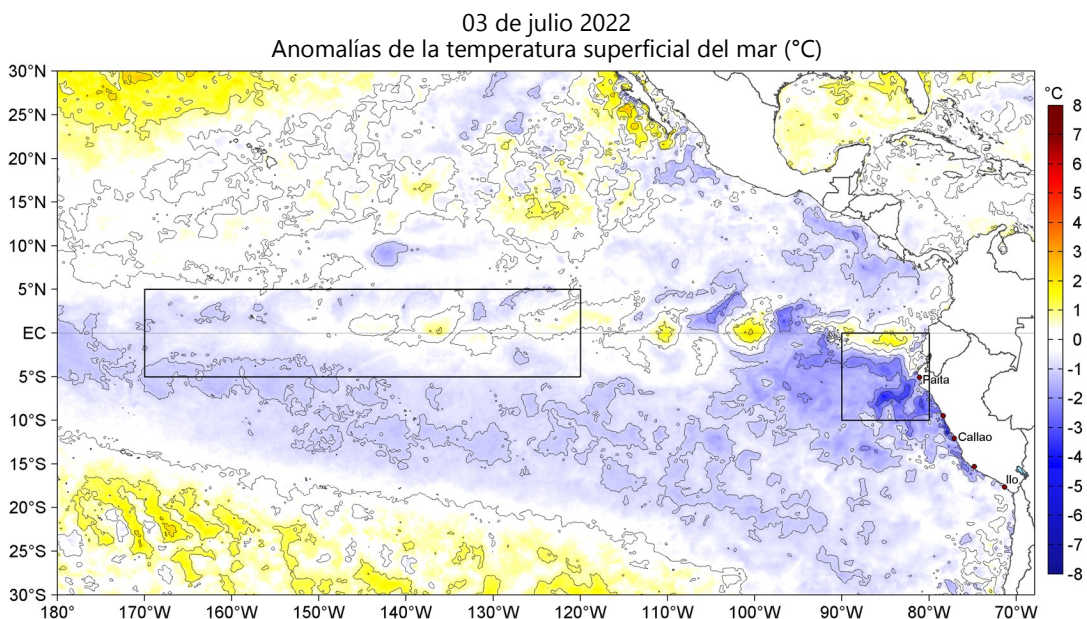 03 de julio 2022
Anomalías de la temperatura superficial del mar (°C)
30°N
25°N
20°N
15°N
10°N
5°N
EC
5°S
10°S
15°S
20°S
25°S
30°S
180
170°W
160°W
150°W
140°W
130°W
120°W
110°W
100°W
90°W
80°W
70°W
Paita
Callao
Ilo
°C
8
7
6
5
4
3
2
1
0
-1
-2
-3
-4
-5
-6
-7
-8